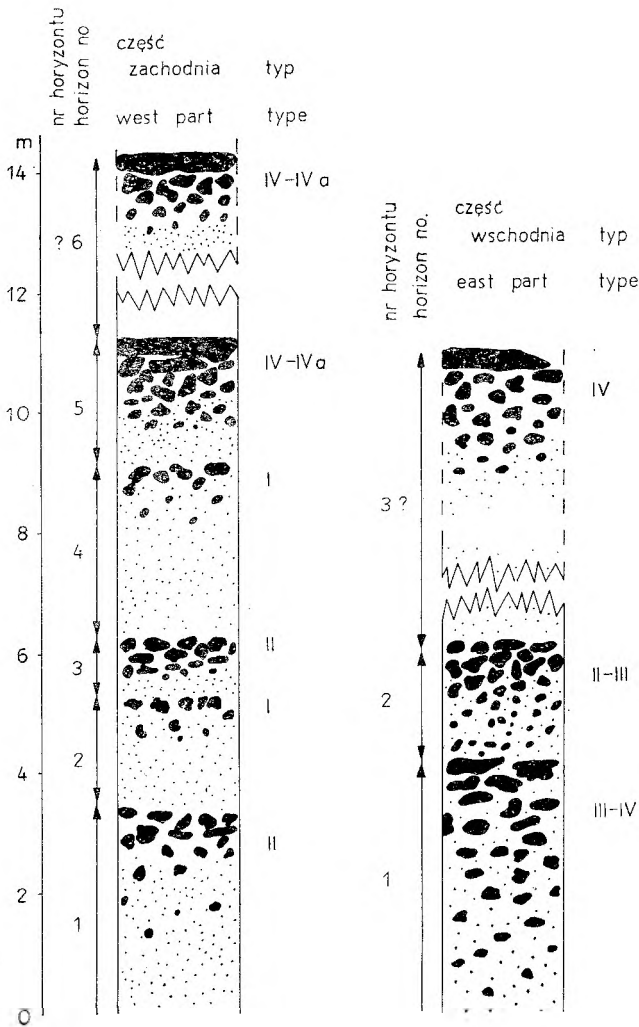 nr horyzontu
horizon no
część
zachodnia
typ
west part
type
m
14
12
10
8
6
4
2
0
? 6
5
4
3
2
1
IV-IVa
IV-IVa
I
II
I
II
nr horyzontu
horizon no.
część
wschodnia
typ
east part
type
3 ?
2
1
IV
II-III
III-IV